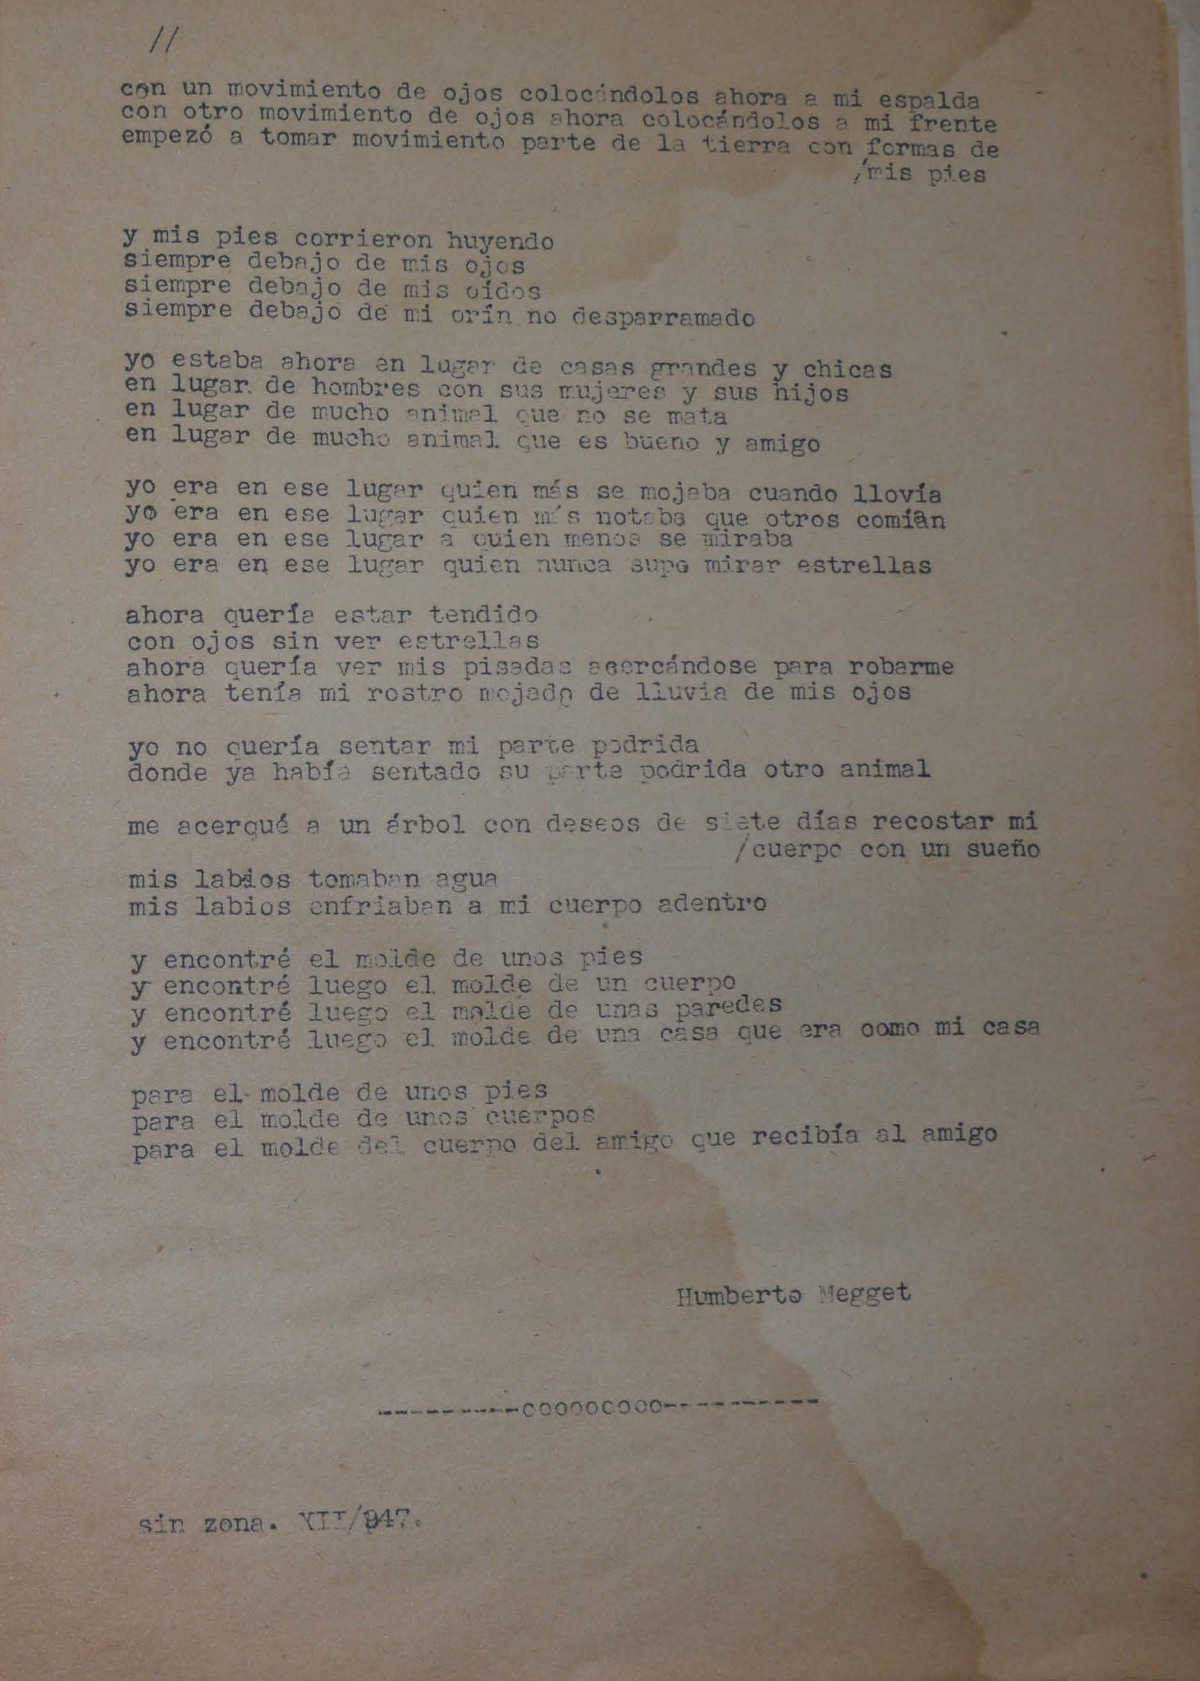 //
con un movimiento de ojos colocándolos ahora a mi espalda
con otro movimiento de ojos ahora colocándolos a mi frente
empezó a tomar movimiento parte de la tierra con formas de
/mis pies
y mis pies corrieron huyendo
siempre debajo de mis ojos
siempre debajo de mis oídos
siempre debajo de mi orín no desparramado
yo estaba ahora en lugar de casas grandes y chicas
en lugar de hombres con sus mujeres y sus hijos
en lugar de mucho animal que no se mata
en lugar de mucho animal que es bueno y amigo
yo era en ese lugar quien más se mojaba cuando llovía
yo era en ese lugar quien más notaba que otros comían
yo era en ese lugar a quien menos se miraba
yo era en ese lugar quien nunca supo mirar estrellas
ahora quería estar tendido
con ojos sin ver estrellas
ahora quería ver mis pisadas acercándose para robarme
ahora tenía mi rostro mojado de lluvia de mis ojos
yo no quería sentar mi parte podrida
donde ya había sentado su parte podrida otro animal
me acerqué a un árbol con deseos de siete días recostar mi
/cuerpo con un sueño
mis labios tomaban agua
mis labios enfriaban a mi cuerpo adentro
y encontré el molde de unos pies
y encontré luego el molde de un cuerpo
y encontré luego el molde de unas paredes
y encontré luego el molde de una casa que era como mi casa
para el molde de unos pies
para el molde de unos cuerpos
para el molde del cuerpo del amigo que recibía al amigo
Humberto Megget
----------ooooooooo-----------
sin zona. XII/947.